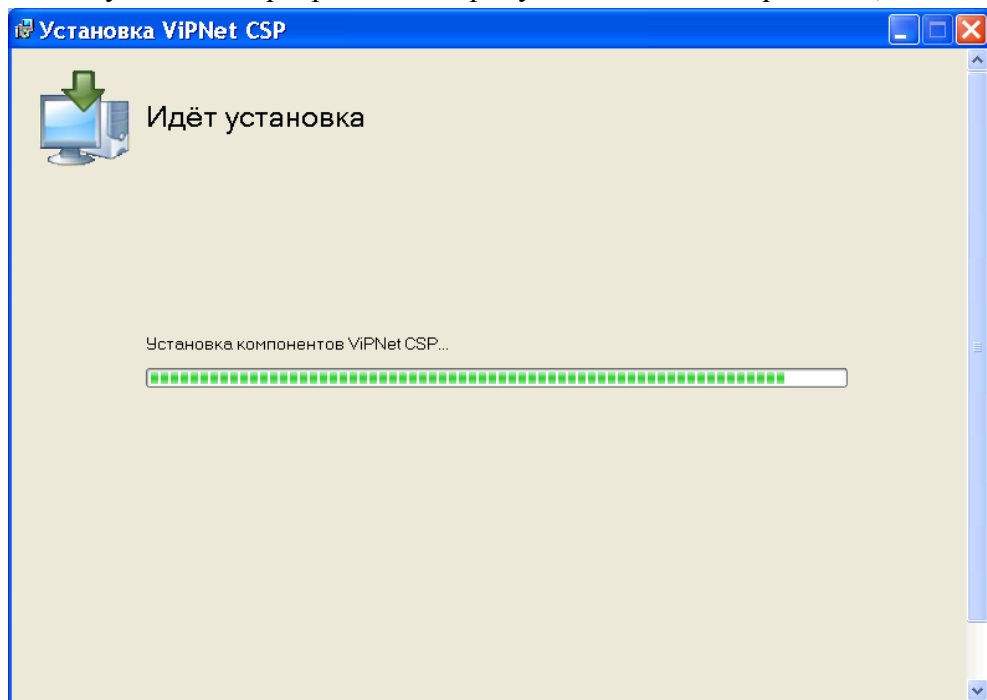 Установка ViPNet CSP
Идёт установка
Установка компонентов ViPNet CSP...